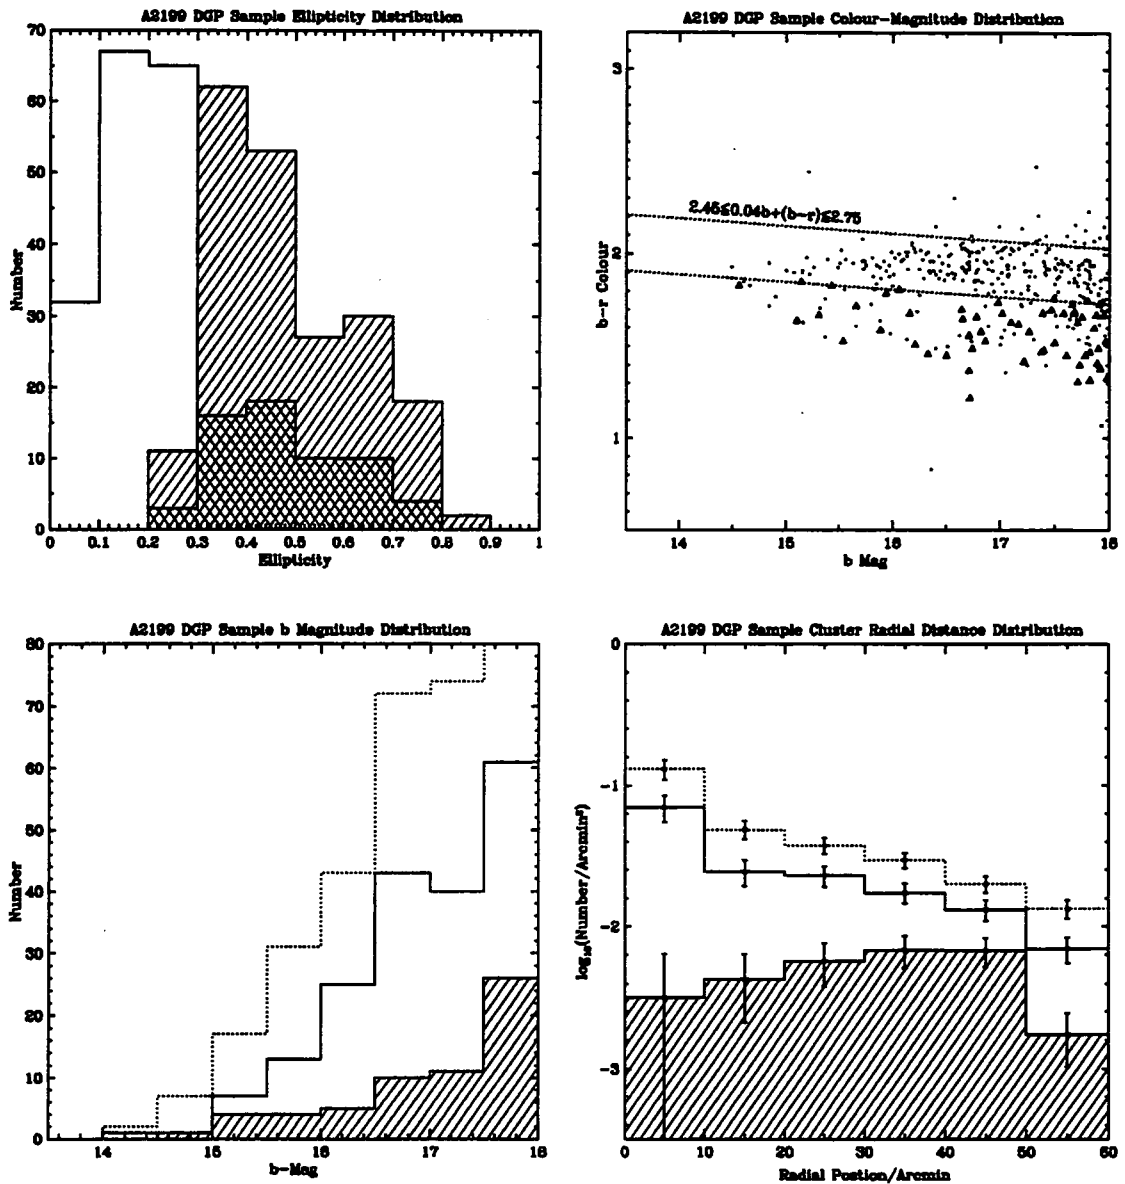 A2199 DGP Sample Ellipticity Distribution
70
60
50
40
30
20
10
0
Number
0 0.1 0.2 0.3 0.4 0.5 0.6 0.7 0.8 0.9 1
Ellipticity
A2199 DGP Sample Colour-Magnitude Distribution
3
2
1
b-r Colour
2.45≤0.04b+(b-r)≤2.75
14 15 16 17 18
b Mag
A2199 DGP Sample b Magnitude Distribution
80
70
60
50
40
30
20
10
0
Number
14 15 16 17 18
b-Mag
A2199 DGP Sample Cluster Radial Distance Distribution
0
-1
-2
-3
log₁₀(Number/Arcmin²)
0 10 20 30 40 50 60
Radial Postion/Arcmin